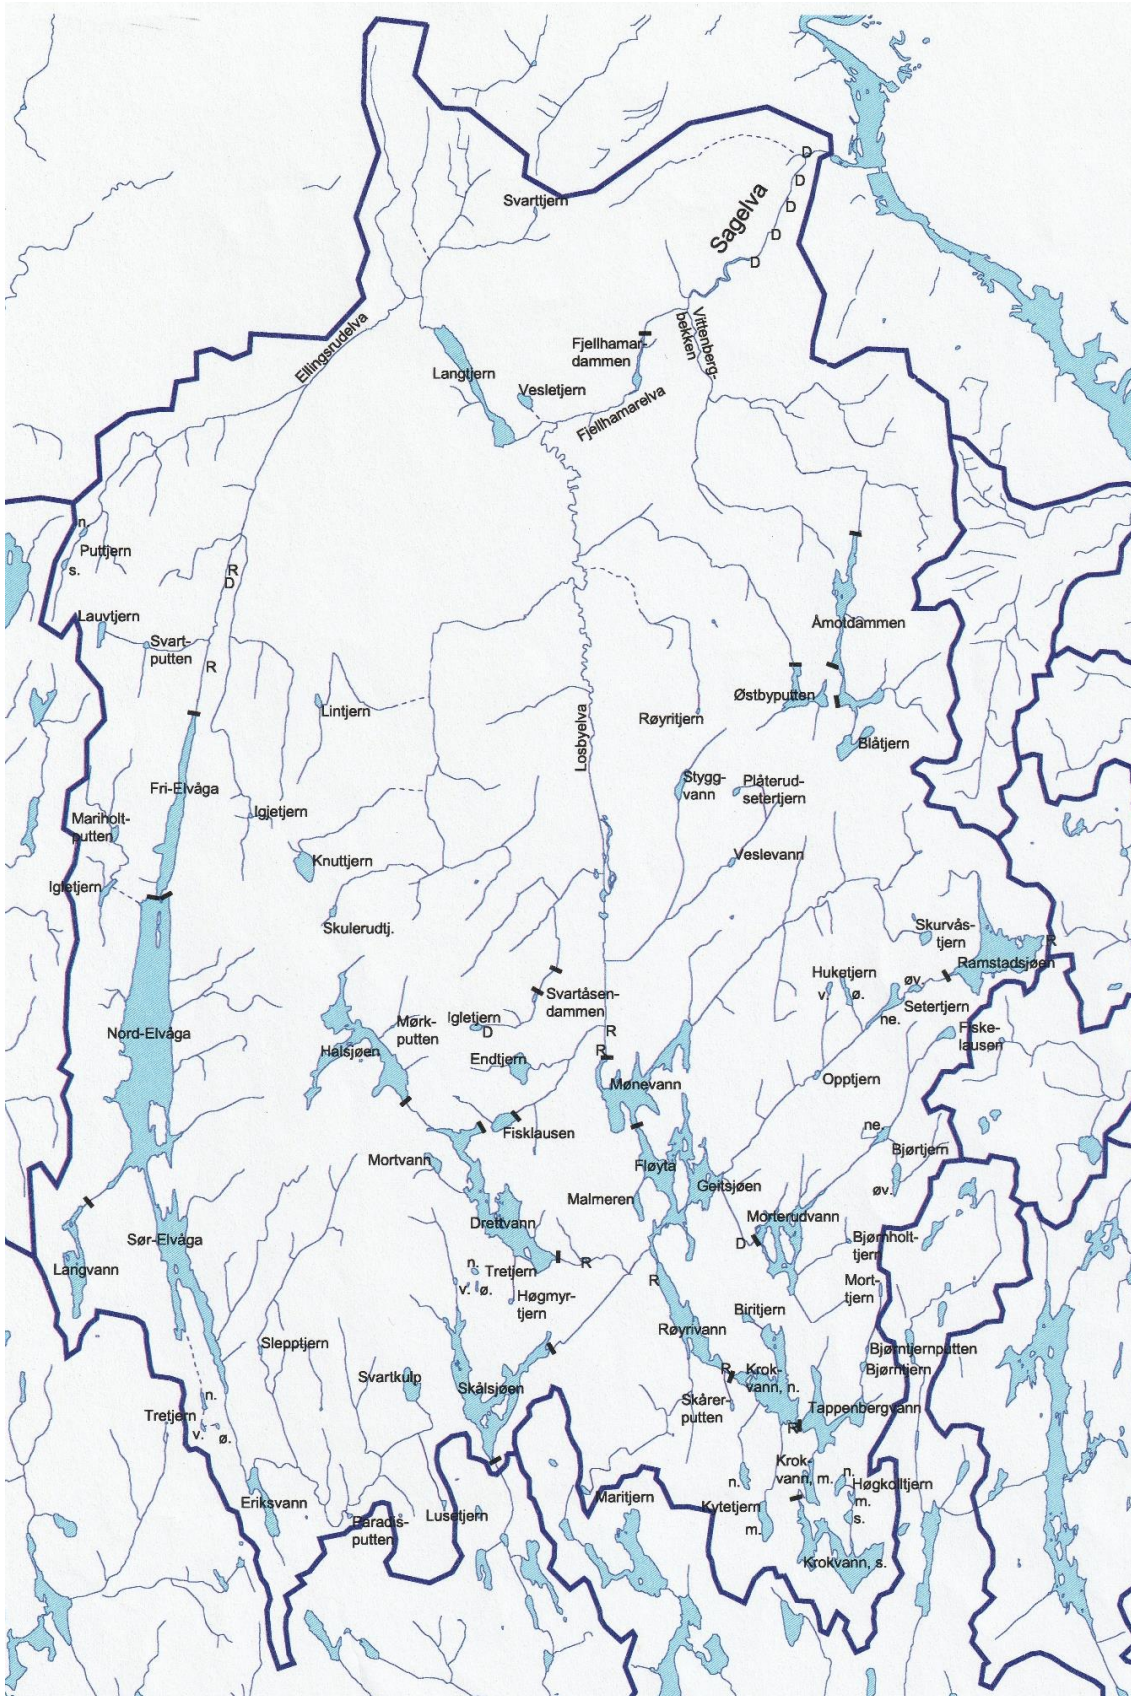 Svarttjern
Sagelva
D
D
D
D
D
Vittenberg-
bekken
Ellingsrudelva
Fjellhamar-
dammen
Langtjern
Vesletjern
Fjellhamarelva
n.
Puttjern
s.
R
D
Lauvtjern
Svart-
putten
R
Åmotdammen
Lintjern
Losbyelva
Røyritjern
Østbyputten
Blåtjern
Fri-Elvåga
Stygg-
vann
Plåterud-
setertjern
Mariholt-
putten
Igjetjern
Knuttjern
Veslevann
Igletjern
Skulerudtj.
Skurvås-
tjern
R
Ramstadsjøen
Huketjern
v.
ø.
øv.
Setertjern
ne.
Svartåsen-
dammen
Mørk-
putten
Igletjern
D
Nord-Elvåga
Halsjøen
Endtjern
R
R
Fiske-
lausen
Mønevann
Opptjern
Fisklausen
ne.
Bjørtjern
øv.
Mortvann
Fløyta
Geitsjøen
Malmeren
Drettvann
Morterudvann
D
Sør-Elvåga
Bjørnholt-
tjern
Langvann
n.
Tretjern
v.
ø.
R
R
Høgmyr-
tjern
Mort-
tjern
Biritjern
Røyrivann
Slepptjern
Bjørntjernputten
Bjørntjern
Svartkulp
Skålsjøen
R
Krok-
vann, n.
Skårer-
putten
Tappenbergvann
R
n.
Tretjern
v.
ø.
Krok-
vann, m.
n.
Høgkolltjern
m.
s.
n.
Kytetjern
m.
Maritjern
Eriksvann
Lusetjern
Paradis-
putten
Krokvann, s.